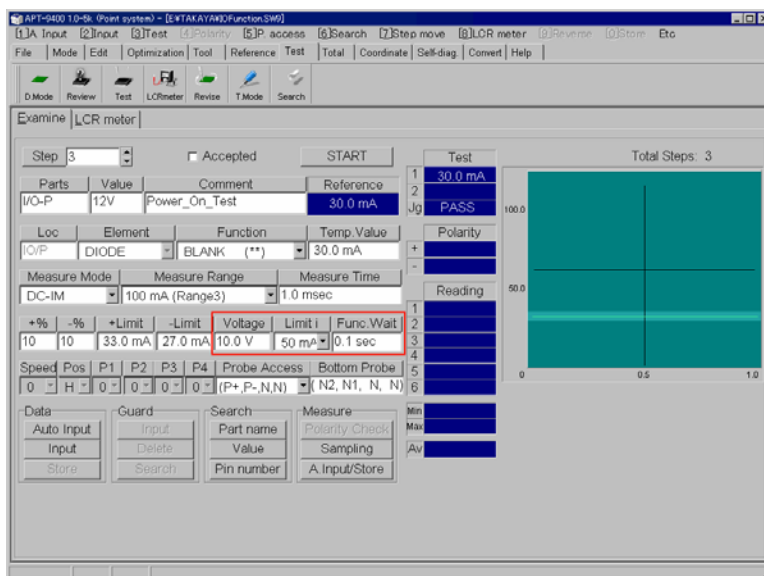 APT-9400 1.0-5k (Point system) - [E:¥TAKAYA¥IOFunction.SW9]
[1]A Input [2]Input [3]Test [4]Polarity [5]P. access [6]Search [7]Step move [8]LCR meter [9]Reverse [0]Store Etc
File Mode Edit Optimization Tool Reference Test Total Coordinate Self-diag. Convert Help
D.Mode Review Test LCRmeter Revise T.Mode Search
Examine LCR meter
Step 3 Accepted START Test Total Steps: 3
1 30.0 mA
Parts Value Comment Reference 2
I/O-P 12V Power_On_Test 30.0 mA Jg PASS 100.0
Loc Element Function Temp.Value Polarity
IO/P DIODE BLANK (**) 30.0 mA +
-
Measure Mode Measure Range Measure Time Reading 50.0
DC-IM 100 mA (Range3) 1.0 msec 1
+% -% +Limit -Limit Voltage Limit i Func.Wait 2
10 10 33.0 mA 27.0 mA 10.0 V 50 mA 0.1 sec 3
4
Speed Pos P1 P2 P3 P4 Probe Access Bottom Probe 5 0 0.5 1.0
0 H 0 0 0 0 (P+,P-,N,N) ( N2, N1, N, N) 6
Data Guard Search Measure Min
Auto Input Input Part name Polarity Check Max
Input Delete Value Sampling Av
Store Search Pin number A.Input/Store